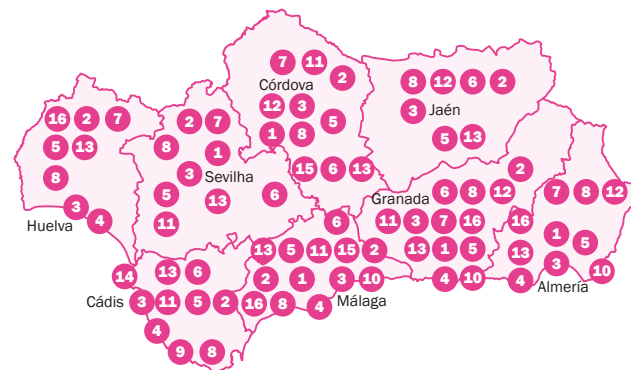 7 11
2
Córdova
12 3
5
1 8
15 6 13
8 12 6 2
3
Jaén
5 13
16 2 7
5 13
8
3
4
Huelva
2 7
8
1
3
Sevilha
5
13
6
11
2
Granada
6 8 12
11 3 7 16
13 1 5
4 10
7 8 12
16
1
5
13
3
4
Almería
10
6
13 5 11 15 2
2 1 3 10
16 8 4
Málaga
14
13 6
Cádis
3 11 5 2
4
9 8